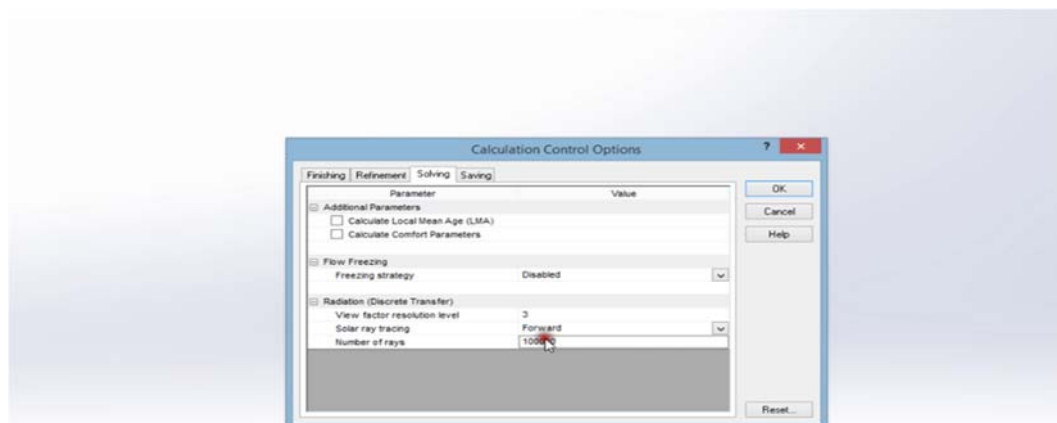 Calculation Control Options
?
Finishing Refinement Solving Saving
Parameter Value
Additional Parameters
Calculate Local Mean Age (LMA)
Calculate Comfort Parameters
Flow Freezing
Freezing strategy Disabled
Radiation (Discrete Transfer)
View factor resolution level 3
Solar ray tracing Forward
Number of rays
OK
Cancel
Help
Reset...